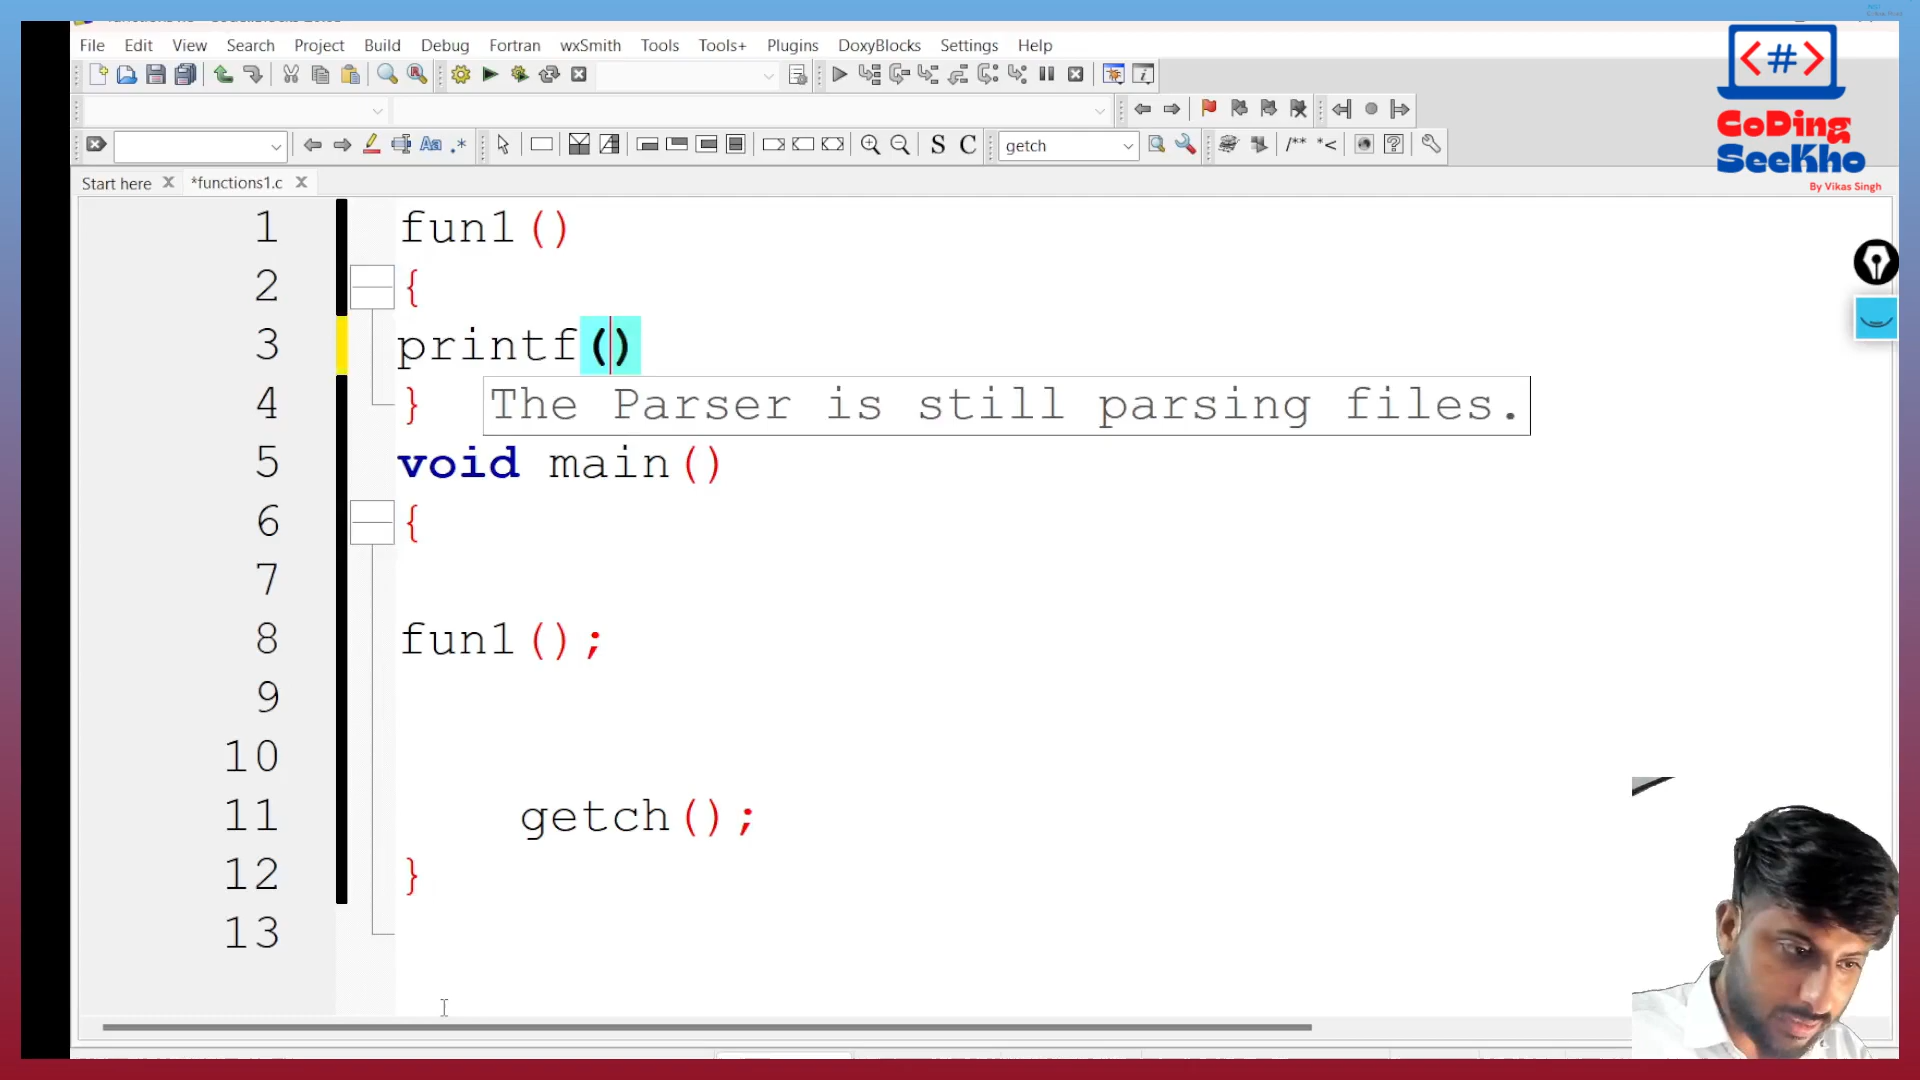 File Edit View Search Project Build Debug Fortran wxSmith Tools Tools+ Plugins DoxyBlocks Settings Help
<#>
CoDing
SeeKho
By Vikas Singh
Aa .* S C getch /** *<
Start here *functions1.c
1 fun1()
2 {
3 printf()
4 } The Parser is still parsing files.
5 void main()
6 {
7
8 fun1();
9
10
11 getch();
12 }
13